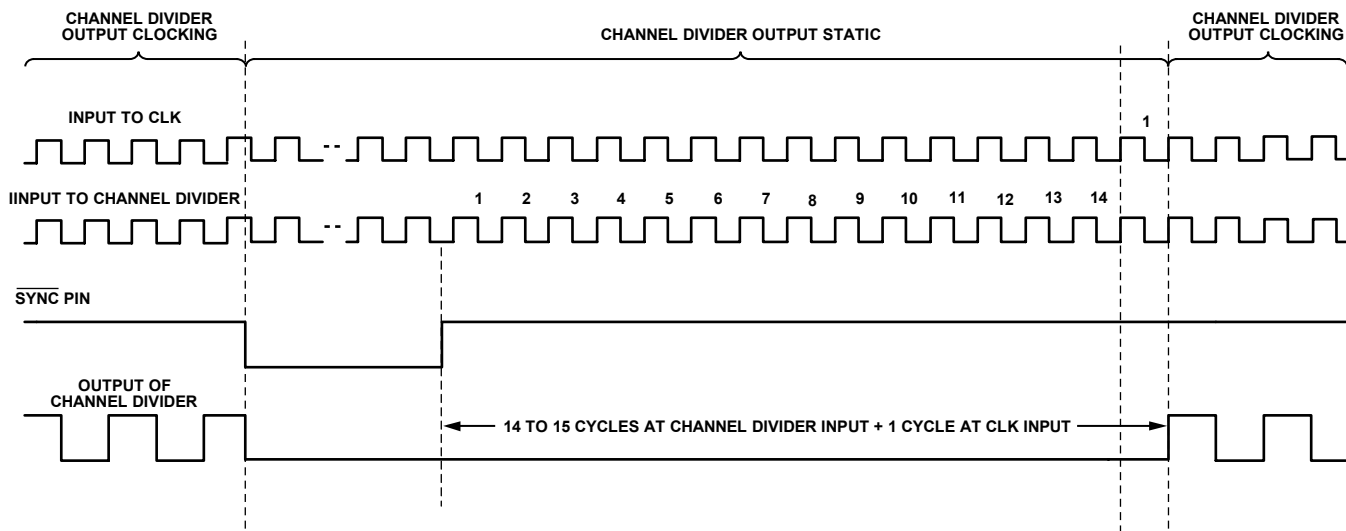 CHANNEL DIVIDER
OUTPUT CLOCKING
CHANNEL DIVIDER OUTPUT STATIC
CHANNEL DIVIDER
OUTPUT CLOCKING
INPUT TO CLK
1
IINPUT TO CHANNEL DIVIDER
1 2 3 4 5 6 7 8 9 10 11 12 13 14
SYNC PIN
OUTPUT OF
CHANNEL DIVIDER
14 TO 15 CYCLES AT CHANNEL DIVIDER INPUT + 1 CYCLE AT CLK INPUT